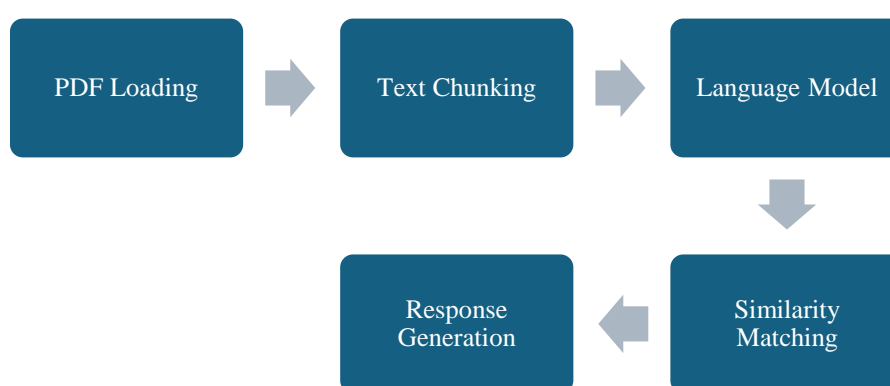 PDF Loading
Text Chunking
Language Model
Similarity
Matching
Response
Generation